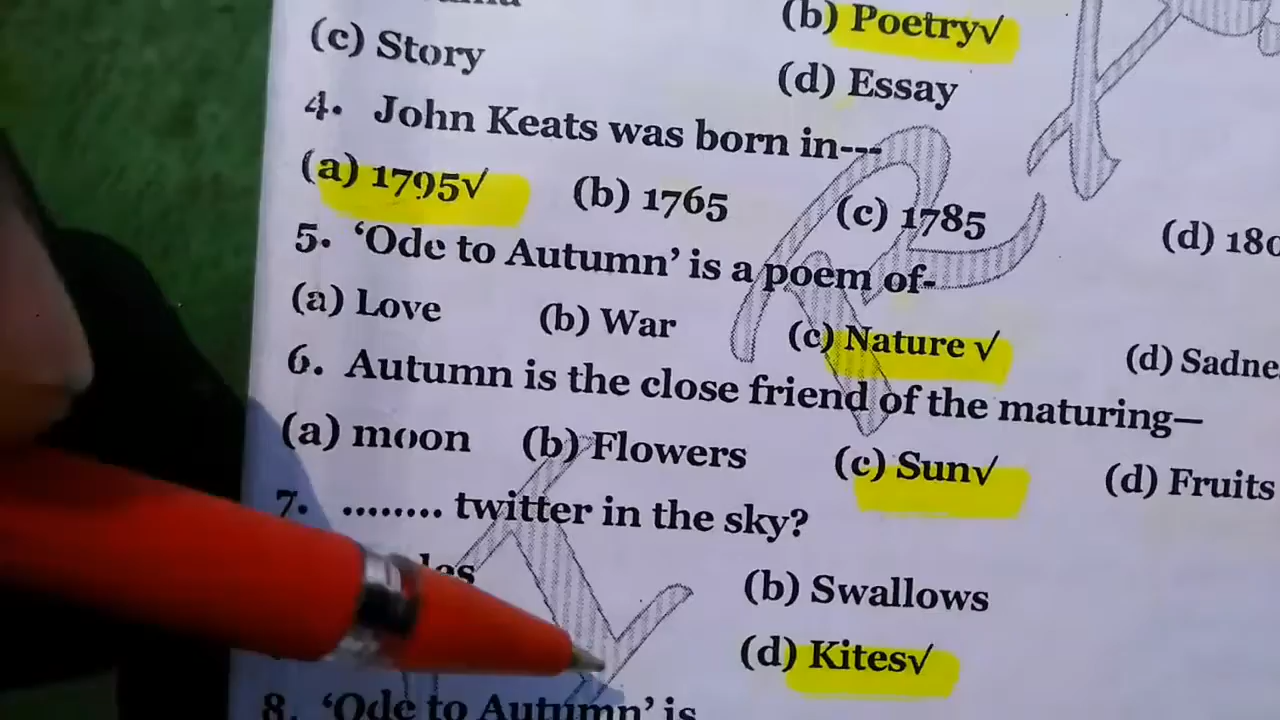 (b) Poetry√
(c) Story
(d) Essay
4. John Keats was born in---
(a) 1795√ (b) 1765 (c) 1785 (d)
5. ‘Ode to Autumn’ is a poem of-
(a) Love (b) War (c) Nature √ (d)
6. Autumn is the close friend of the maturing—
(a) moon (b) Flowers (c) Sun√ (d) Fruits
7. ........ twitter in the sky?
(b) Swallows
(d) Kites√
8. ‘Ode to Autumn’ is